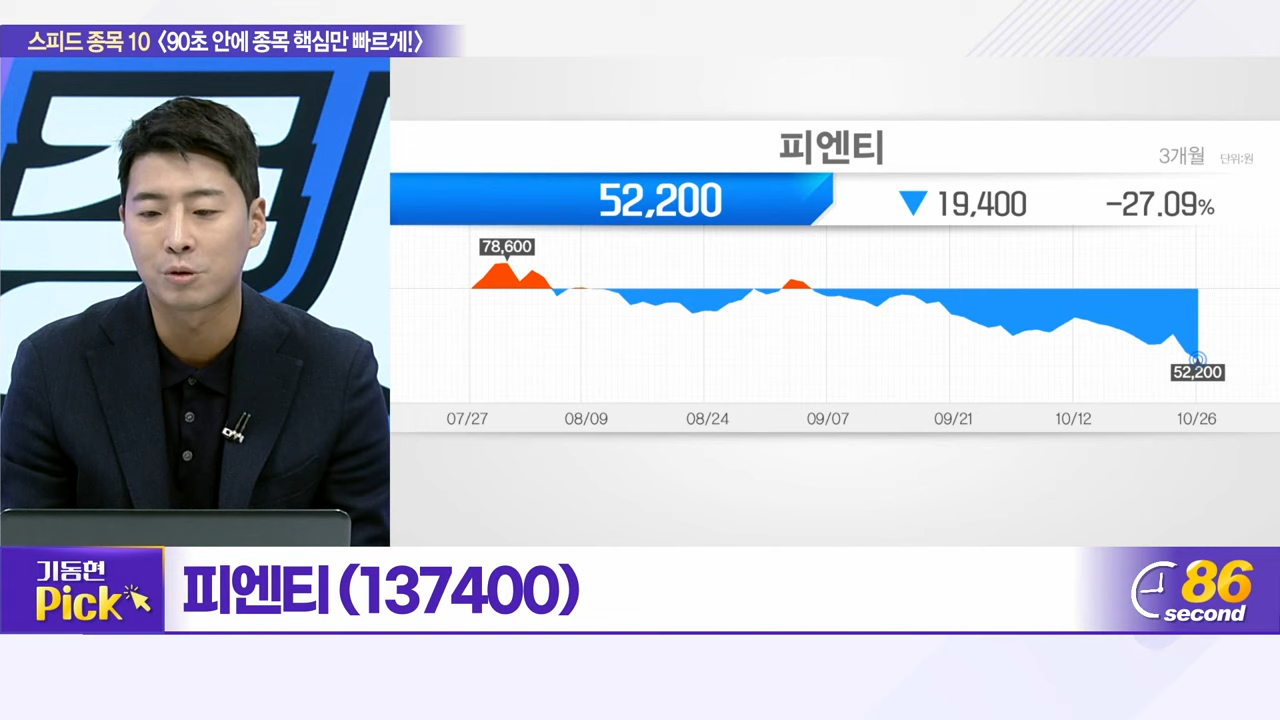 스피드 종목 10 <90초 안에 종목 핵심만 빠르게!>
피엔티
3개월 단위:원
52,200 ▼ 19,400 -27.09%
78,600
52,200
07/27 08/09 08/24 09/07 09/21 10/12 10/26
기동현
Pick
피엔티(137400)
86
second